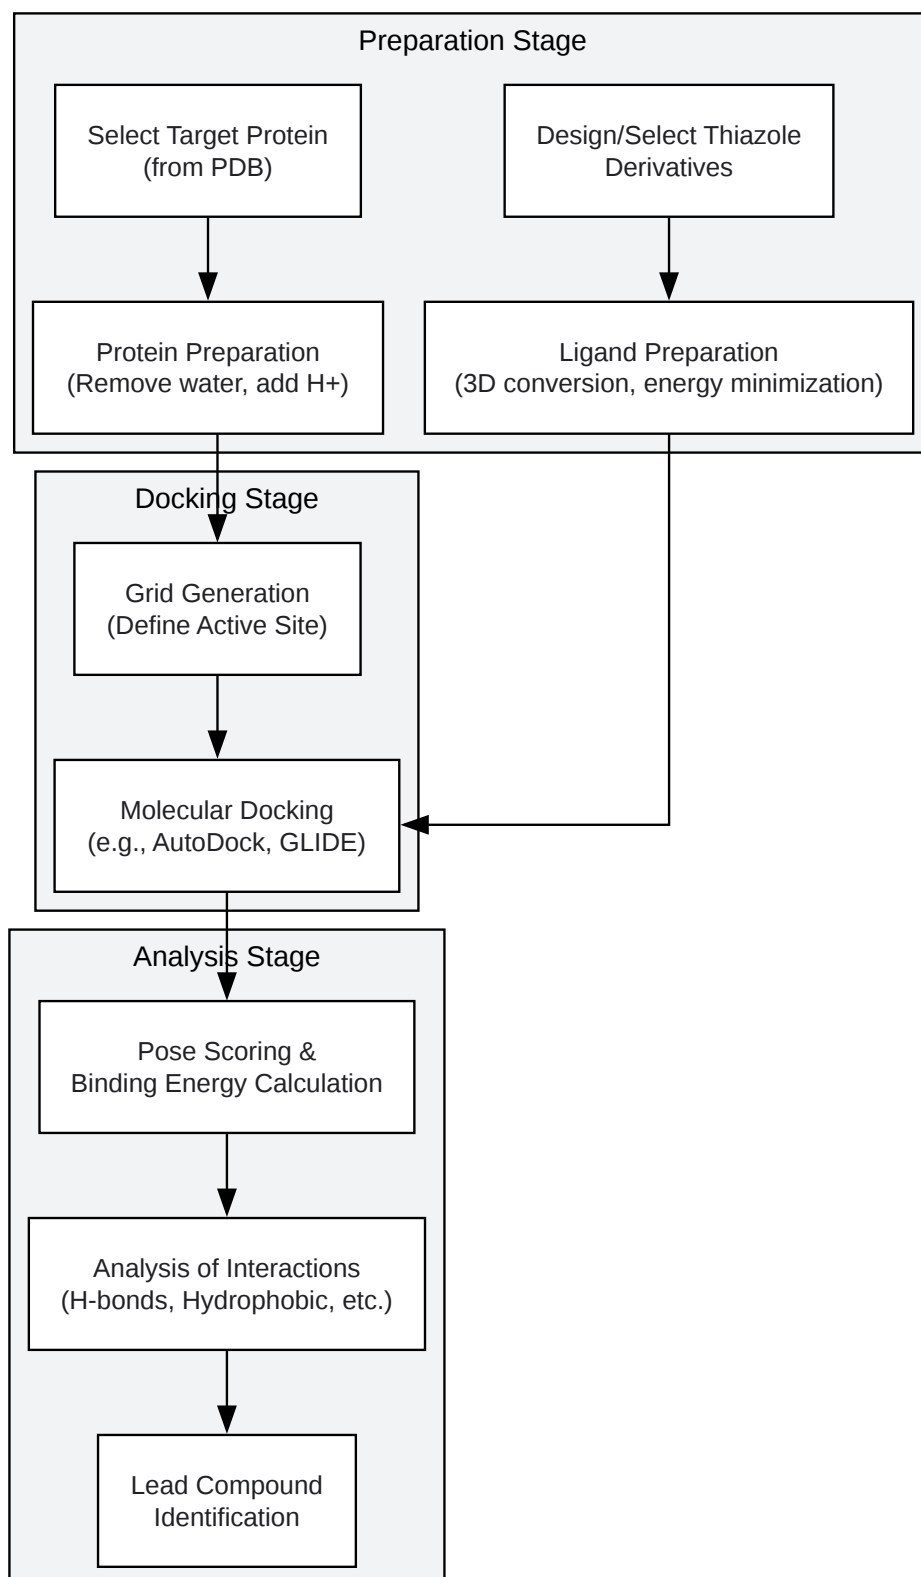 Preparation Stage
Select Target Protein
(from PDB)
Design/Select Thiazole
Derivatives
Protein Preparation
(Remove water, add H+)
Ligand Preparation
(3D conversion, energy minimization)
Docking Stage
Grid Generation
(Define Active Site)
Molecular Docking
(e.g., AutoDock, GLIDE)
Analysis Stage
Pose Scoring &
Binding Energy Calculation
Analysis of Interactions
(H-bonds, Hydrophobic, etc.)
Lead Compound
Identification